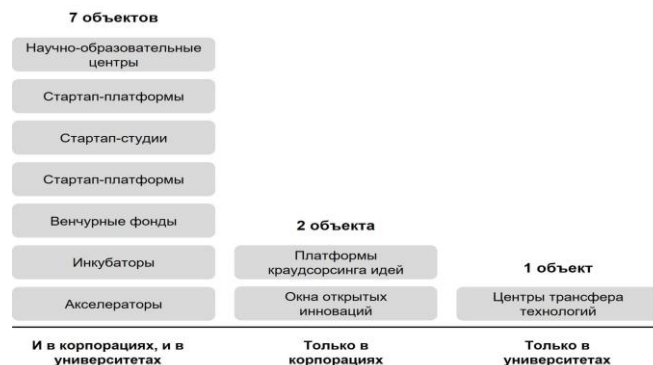 7 объектов
Научно-образовательные
центры
Стартап-платформы
Стартап-студии
Стартап-платформы
Венчурные фонды
Инкубаторы
Акселераторы
И в корпорациях, и в
университетах
2 объекта
Платформы
краудсорсинга идей
Окна открытых
инноваций
Только в
корпорациях
1 объект
Центры трансфера
технологий
Только в
университетах